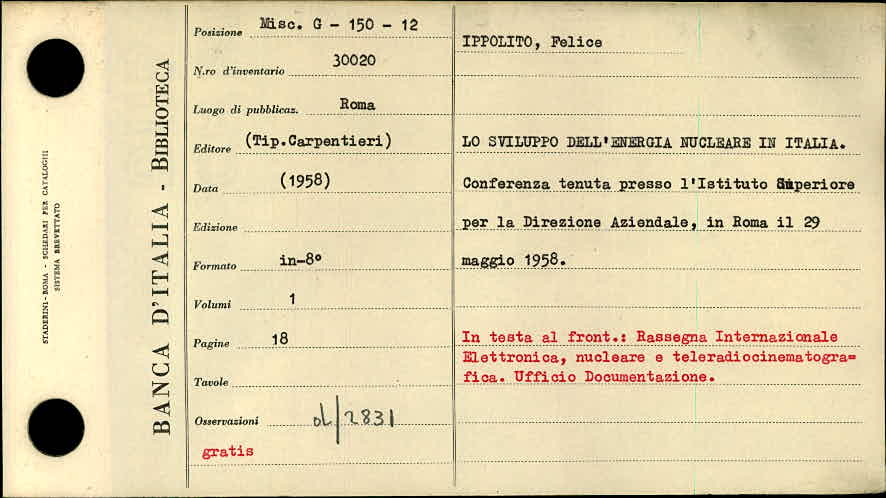 STADERINI - ROMA - SCHEDARI PER CATALOGHI
SISTEMA BREVETTATO
BANCA D'ITALIA - BIBLIOTECA
Posizione Misc. G - 150 - 12
N.ro d'inventario 30020
Luogo di pubblicaz. Roma
Editore (Tip.Carpentieri)
Data (1958)
Edizione
Formato in-8°
Volumi 1
Pagine 18
Tavole
Osservazioni 2831
gratis
IPPOLITO, Felice
LO SVILUPPO DELL'ENERGIA NUCLEARE IN ITALIA.
Conferenza tenuta presso l'Istituto Superiore
per la Direzione Aziendale, in Roma il 29
maggio 1958.
In testa al front.: Rassegna Internazionale
Elettronica, nucleare e teleradiocinematogra=
fica. Ufficio Documentazione.